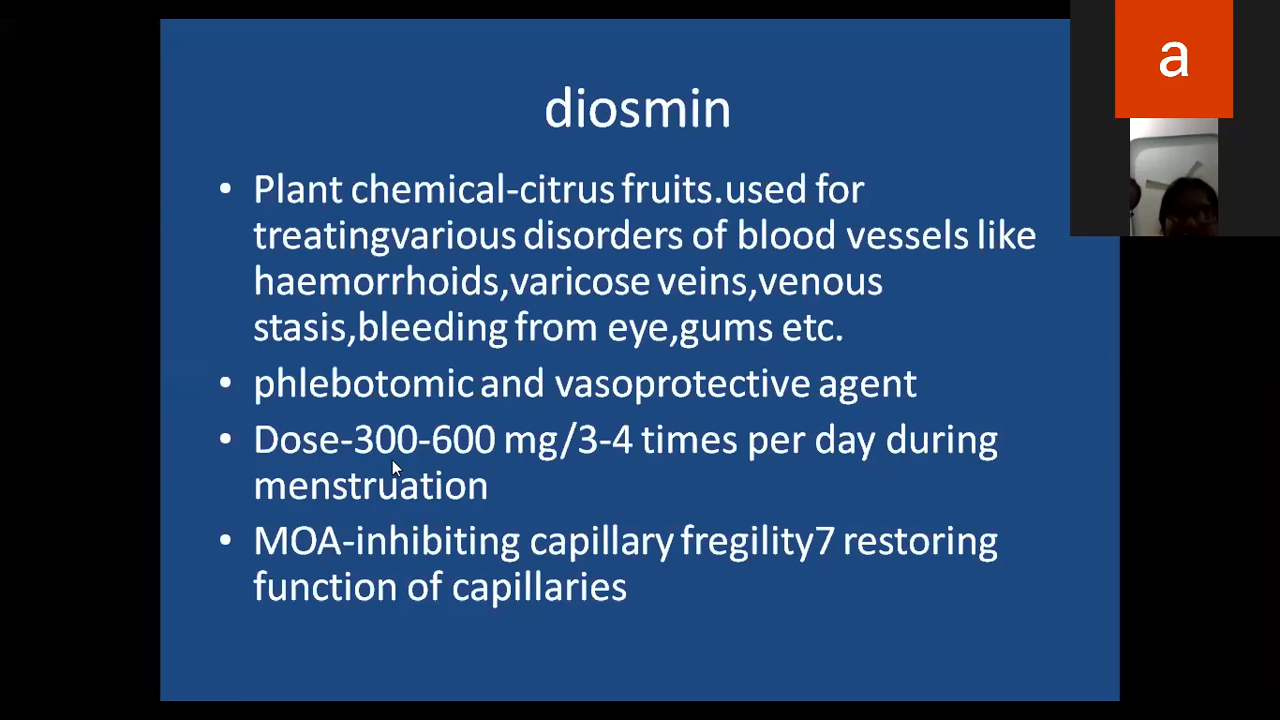 a
diosmin
• Plant chemical-citrus fruits.used for
treatingvarious disorders of blood vessels like
haemorrhoids,varicose veins,venous
stasis,bleeding from eye,gums etc.
• phlebotomic and vasoprotective agent
• Dose-300-600 mg/3-4 times per day during
menstruation
• MOA-inhibiting capillary fregility7 restoring
function of capillaries